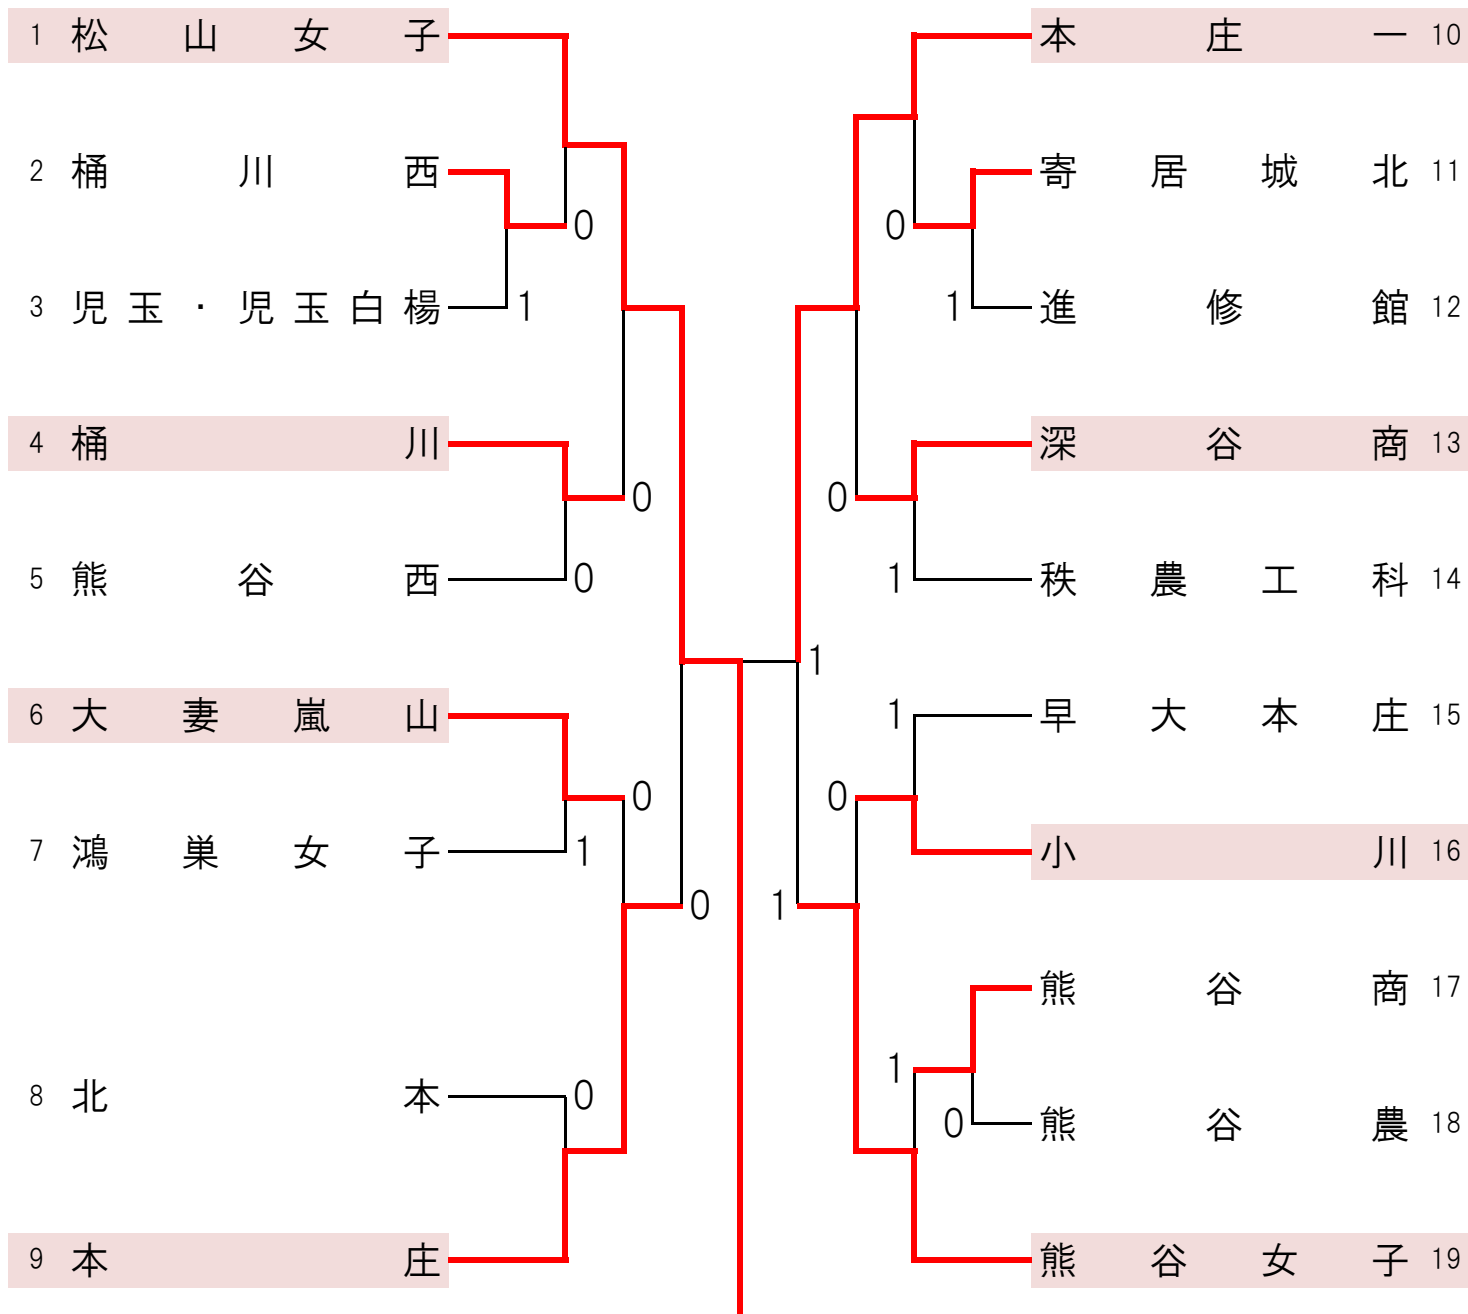 1 松山女子
2 桶川西
0
3 児玉・児玉白楊
1
4 桶川
0
5 熊谷西
0
6 大妻嵐山
0
7 鴻巣女子
1
0
8 北本
0
9 本庄
1
本庄一 10
寄居城北 11
0
進修館 12
1
深谷商 13
0
秩農工科 14
1
早大本庄 15
1
0
小川 16
1
熊谷商 17
1
熊谷農 18
0
熊谷女子 19